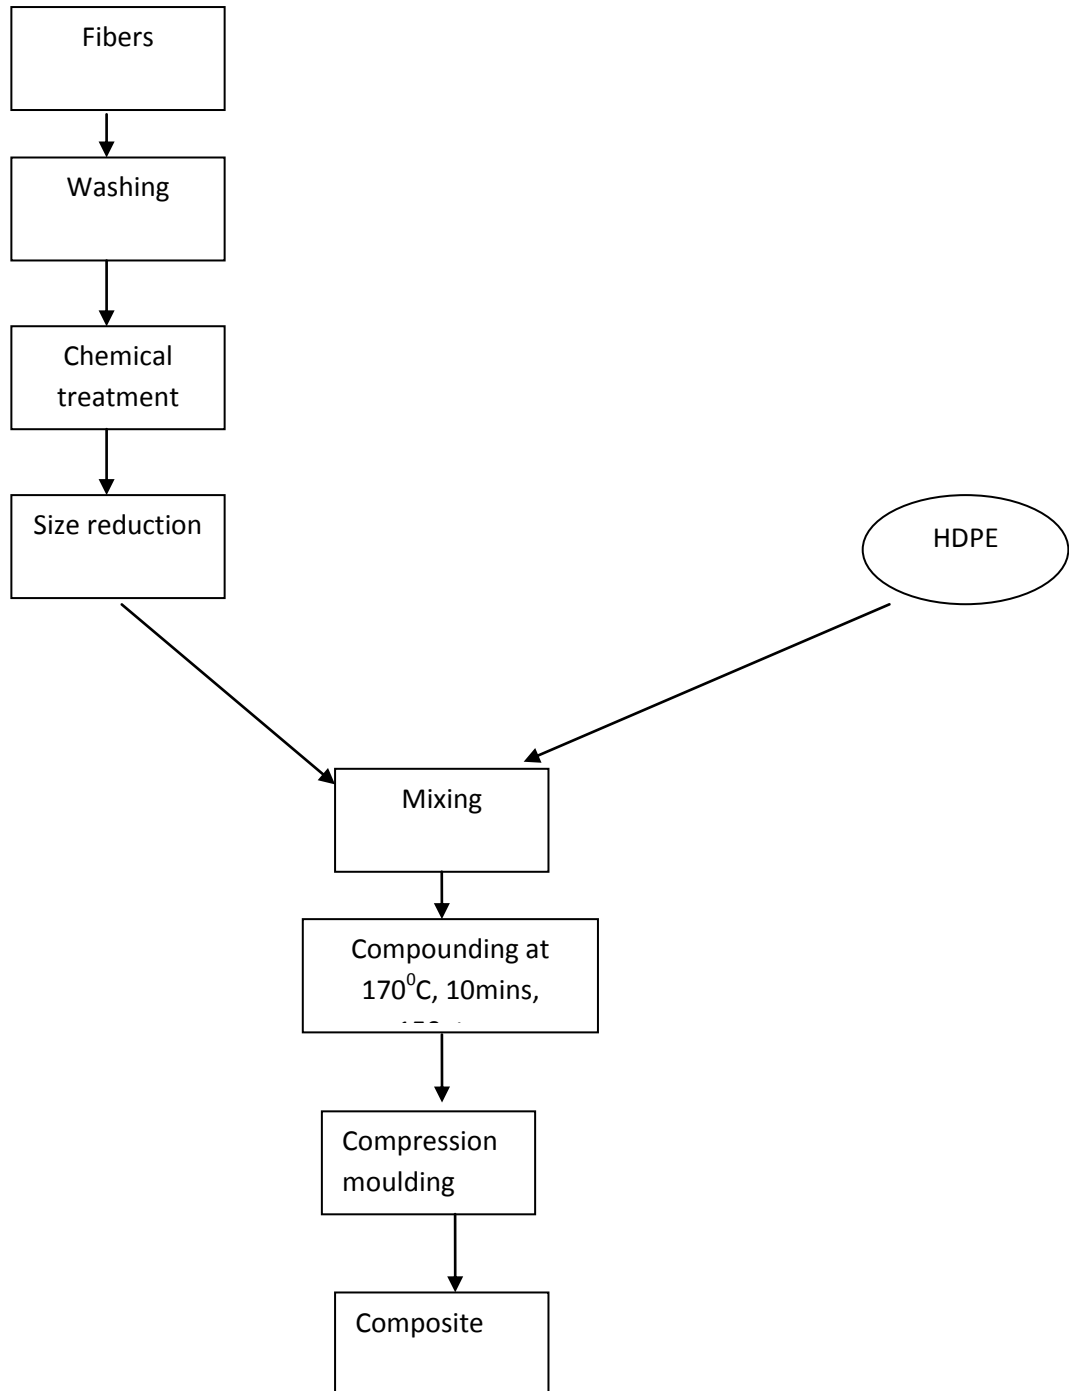 Fibers
Washing
Chemical
treatment
Size reduction
HDPE
Mixing
Compounding at
170⁰C, 10mins,
Compression
moulding
Composite